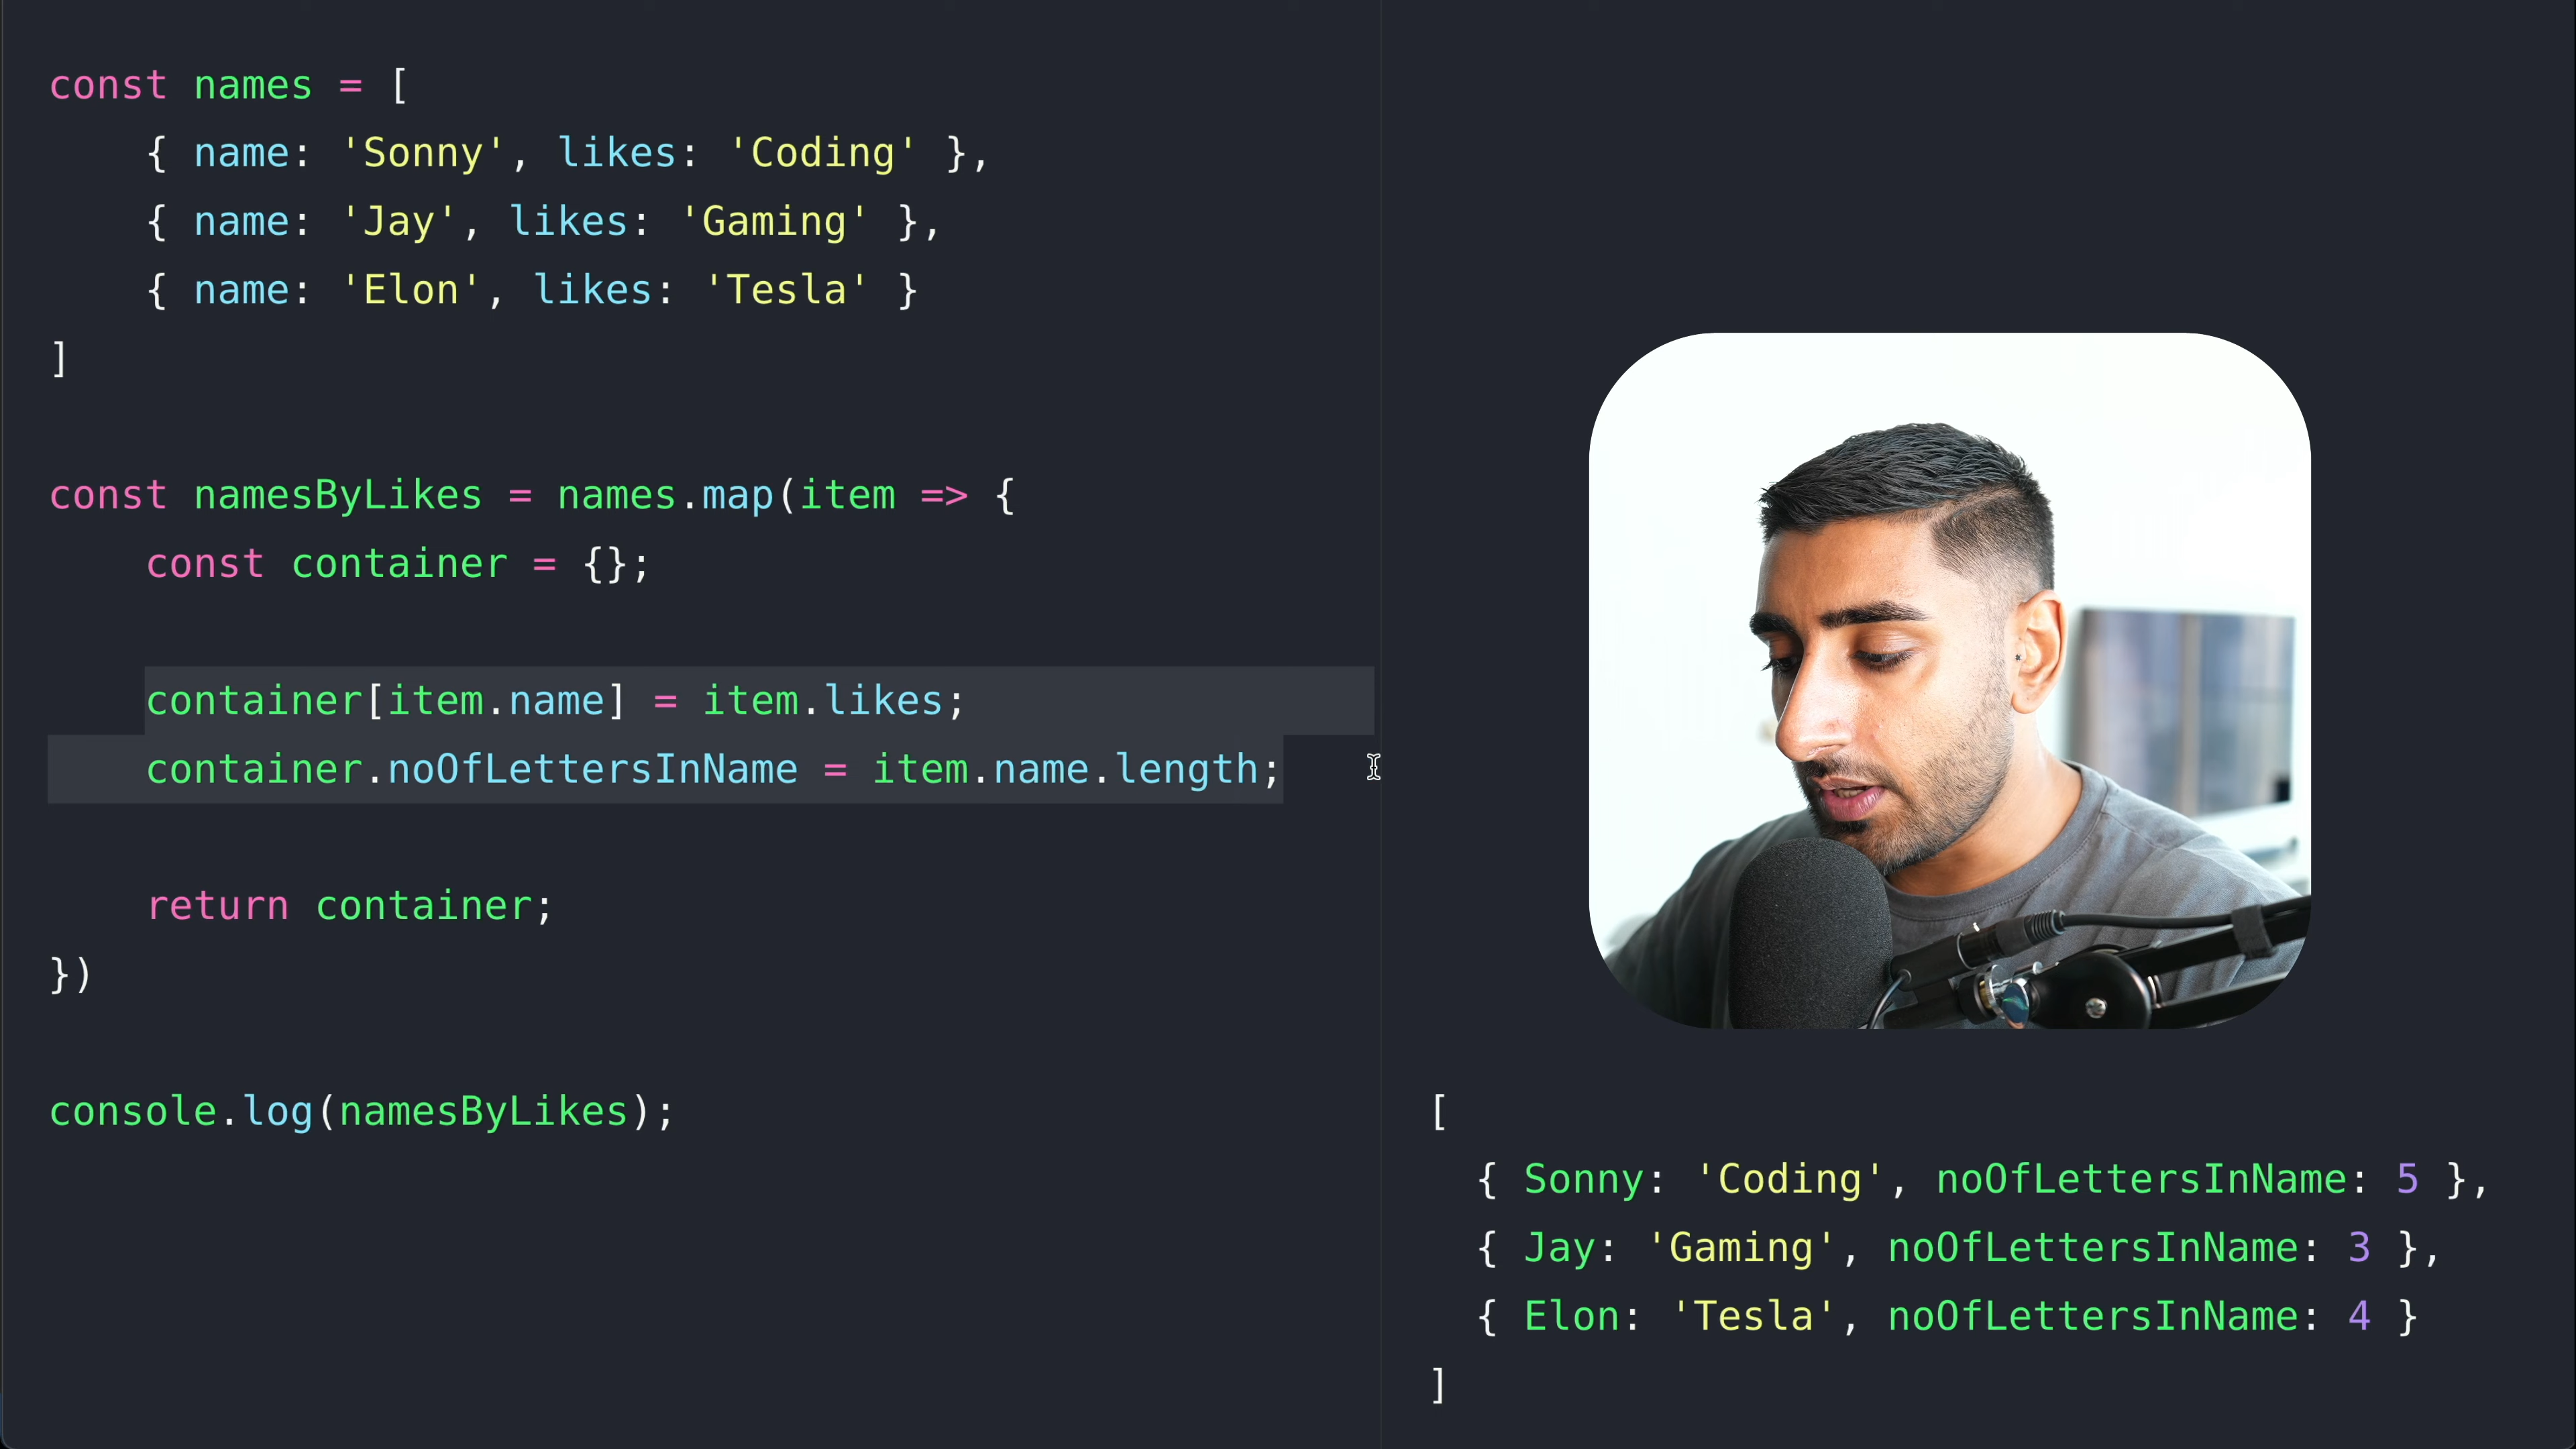 const names = [
    { name: 'Sonny', likes: 'Coding' },
    { name: 'Jay', likes: 'Gaming' },
    { name: 'Elon', likes: 'Tesla' }
]
const namesByLikes = names.map(item => {
    const container = {};
    container[item.name] = item.likes;
    container.noOfLettersInName = item.name.length;
    return container;
})
console.log(namesByLikes);
[
  { Sonny: 'Coding', noOfLettersInName: 5 },
  { Jay: 'Gaming', noOfLettersInName: 3 },
  { Elon: 'Tesla', noOfLettersInName: 4 }
]